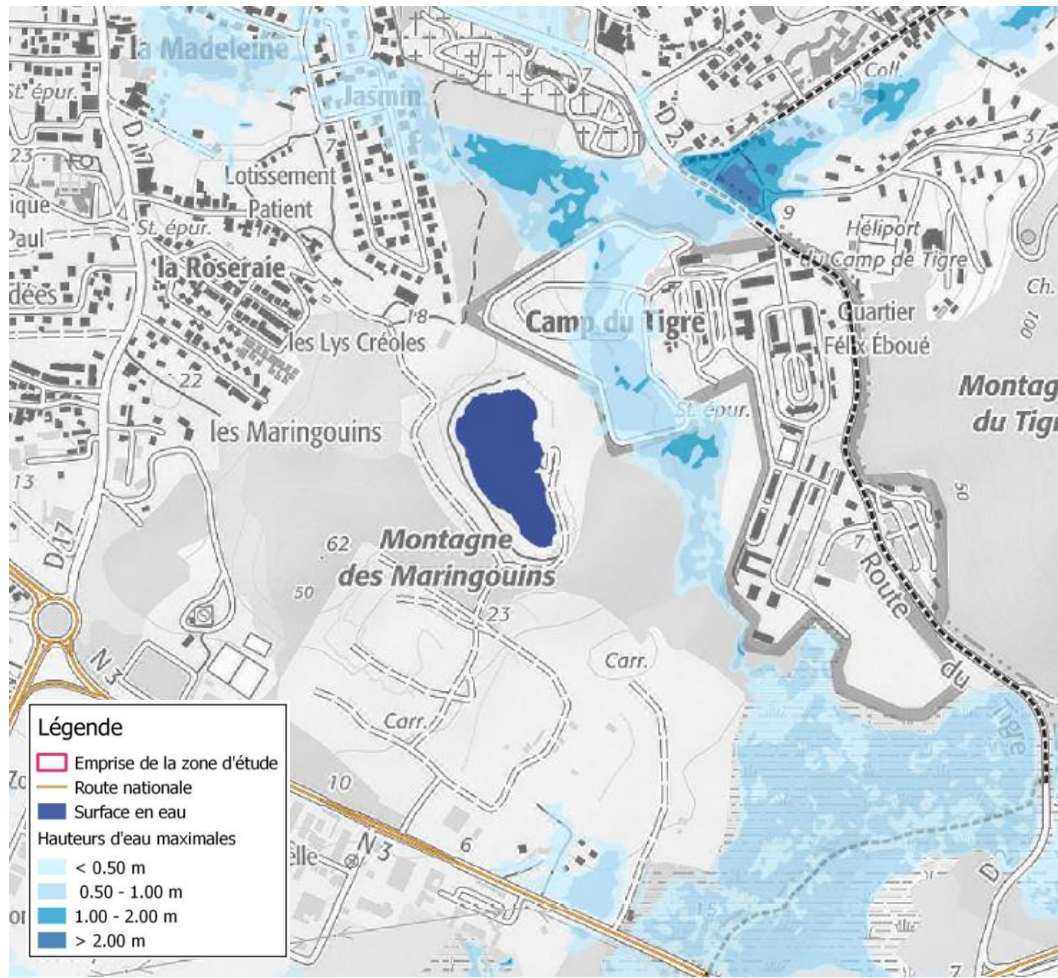 la Madeleine
St. épur.
Jasmin
Coll.
D 2
37
23
7
Lotissement
Patient
9
ique
Paul
St. épur.
Héliport
du Camp de Tigre
la Roseraie
dées
Ch.
18
Camp du Tigre
Quartier
Félix Éboué
100
les Lys Créoles
22
Montag
du Tigr
St. épur.
les Maringouins
13
50
D 17
62
Montagne
des Maringouins
50
7
Route
du
Tigre
23
N 3
Carr.
Carr.
10
N 3
6
elle
15
D
7
Légende
Emprise de la zone d'étude
Route nationale
Surface en eau
Hauteurs d'eau maximales
< 0.50 m
0.50 - 1.00 m
1.00 - 2.00 m
> 2.00 m